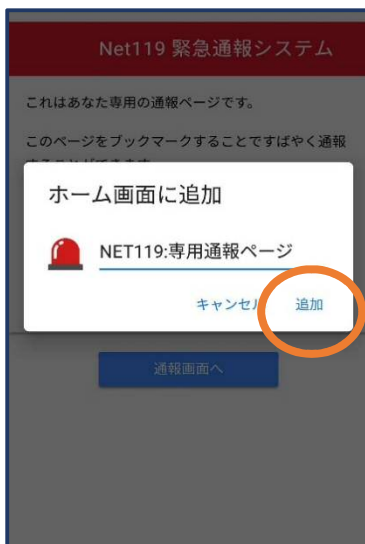 Net119 緊急通報システム
これはあなた専用の通報ページです。
このページをブックマークすることですばやく通報
ホーム画面に追加
NET119:専用通報ページ
キャンセル 追加
通報画面へ